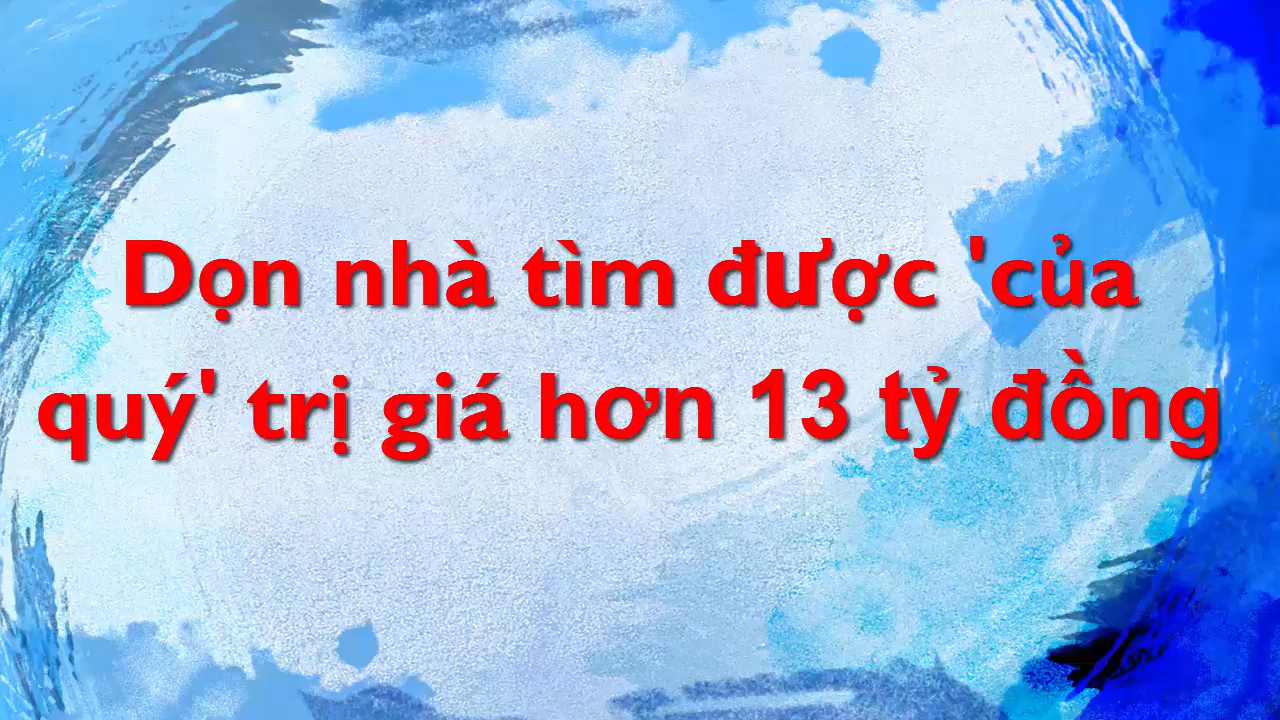 Dọn nhà tìm được 'của
quý' trị giá hơn 13 tỷ đồng